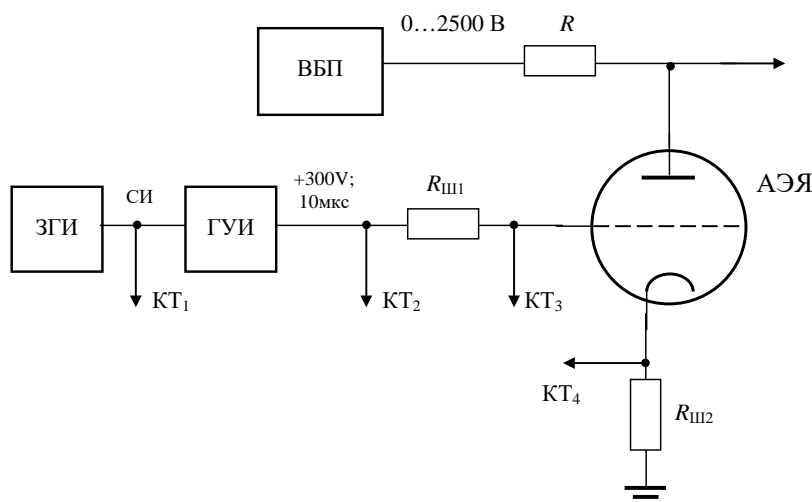 0…2500 В
R
ВБП
АЭЯ
+300V;
10мкс
RШ1
СИ
ЗГИ
ГУИ
КТ1
КТ2
КТ3
КТ4
RШ2